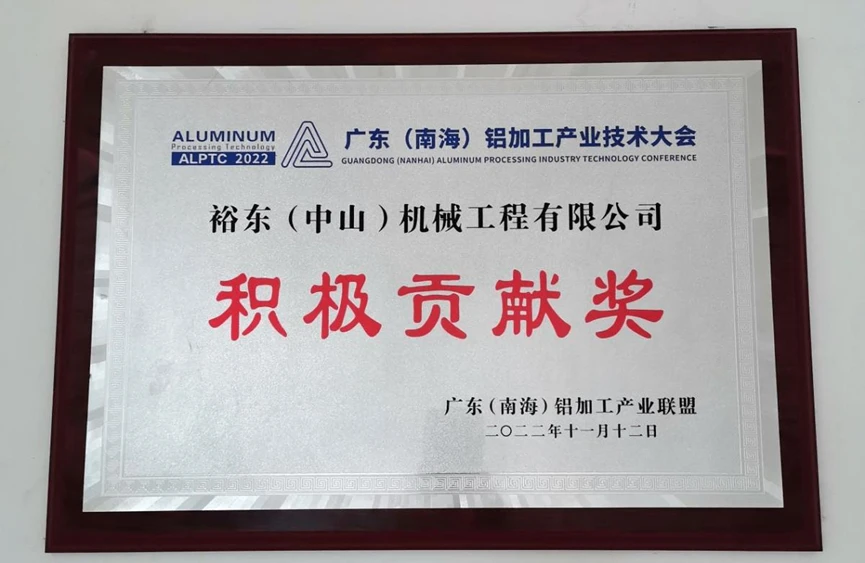 ALUMINUM
Processing Technology
ALPTC 2022
广东（南海）铝加工产业技术大会
GUANGDONG (NANHAI) ALUMINUM PROCESSING INDUSTRY TECHNOLOGY CONFERENCE
裕东（中山）机械工程有限公司
积极贡献奖
广东（南海）铝加工产业联盟
二〇二二年十一月十二日